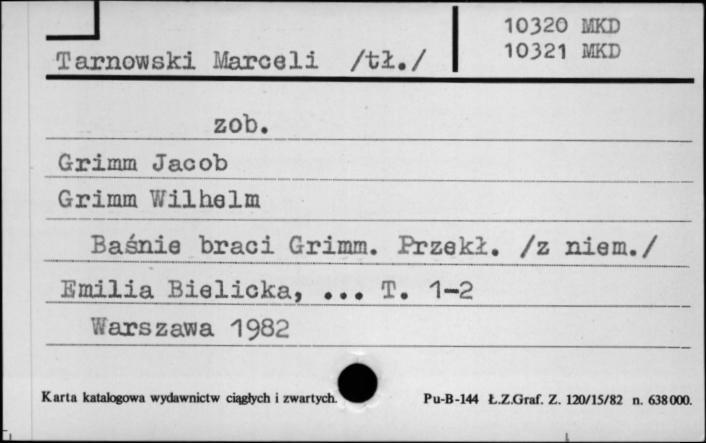 10320 MKD
Tarnowski Marceli /tł./ 10321 MKD
zob.
Grimm Jacob
Grimm Wilhelm
Baśnie braci Grimm. Przekł. /z niem./
Emilia Bielicka, ... T. 1-2
Warszawa 1982
Karta katalogowa wydawnictw ciągłych i zwartych. Pu-B-144 Ł.Z.Graf. Z. 120/15/82 n. 638000.